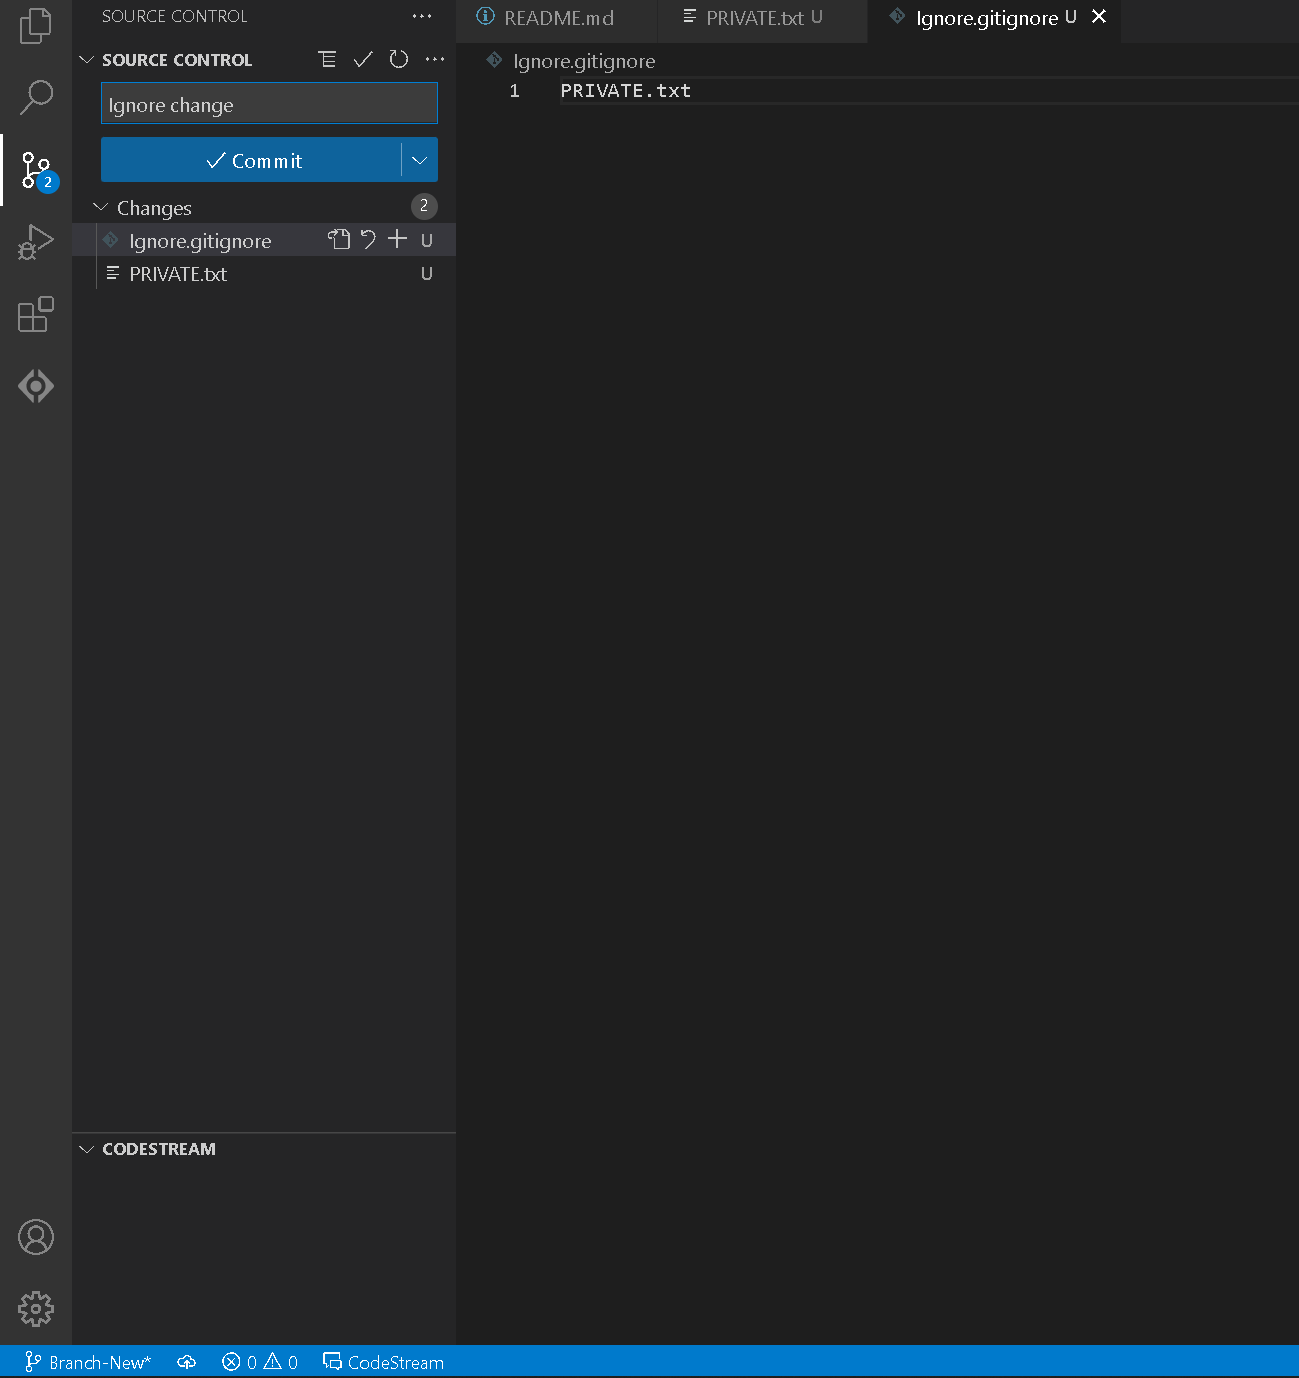 SOURCE CONTROL
SOURCE CONTROL
Ignore change
Commit
Changes
2
Ignore.gitignore U
PRIVATE.txt U
2
CODESTREAM
README.md
PRIVATE.txt U
Ignore.gitignore U
Ignore.gitignore
1 PRIVATE.txt
Branch-New* 0 0 CodeStream